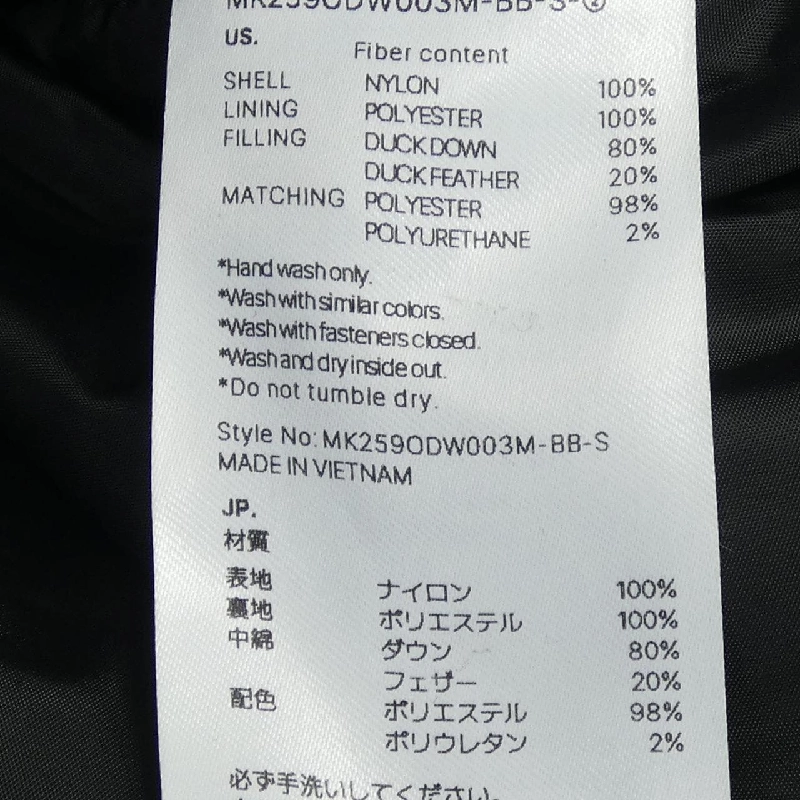 MK259ODW003M-BB-S-②
US.
Fiber content
SHELL NYLON 100%
LINING POLYESTER 100%
FILLING DUCK DOWN 80%
DUCK FEATHER 20%
MATCHING POLYESTER 98%
POLYURETHANE 2%
*Hand wash only.
*Wash with similar colors.
*Wash with fasteners closed.
*Wash and dry inside out.
*Do not tumble dry.
Style No: MK259ODW003M-BB-S
MADE IN VIETNAM
JP.
材質
表地 ナイロン 100%
裏地 ポリエステル 100%
中綿 ダウン 80%
フェザー 20%
配色 ポリエステル 98%
ポリウレタン 2%
必ず手洗いしてください。